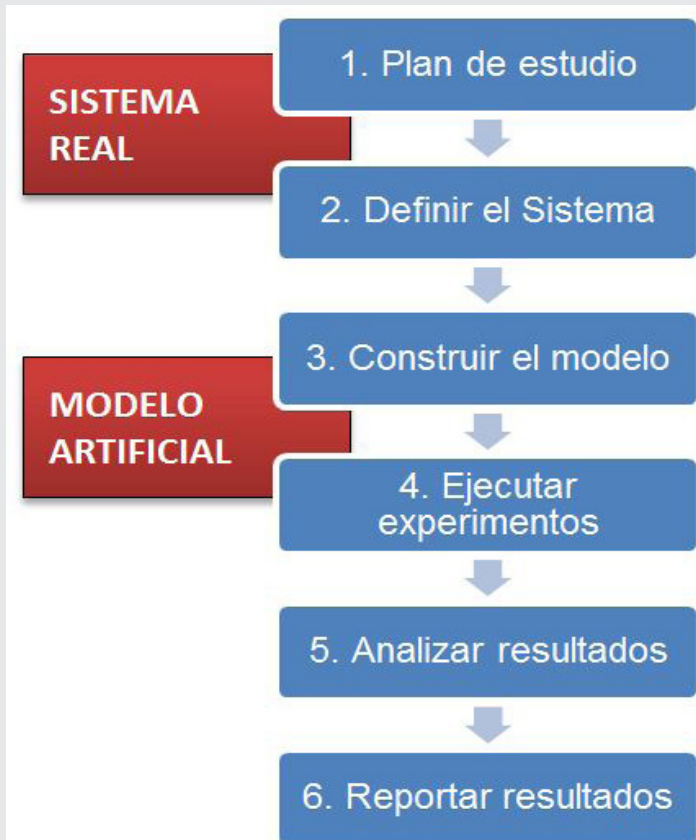 1. Plan de estudio
SISTEMA
REAL
2. Definir el Sistema
3. Construir el modelo
MODELO
ARTIFICIAL
4. Ejecutar
experimentos
5. Analizar resultados
6. Reportar resultados